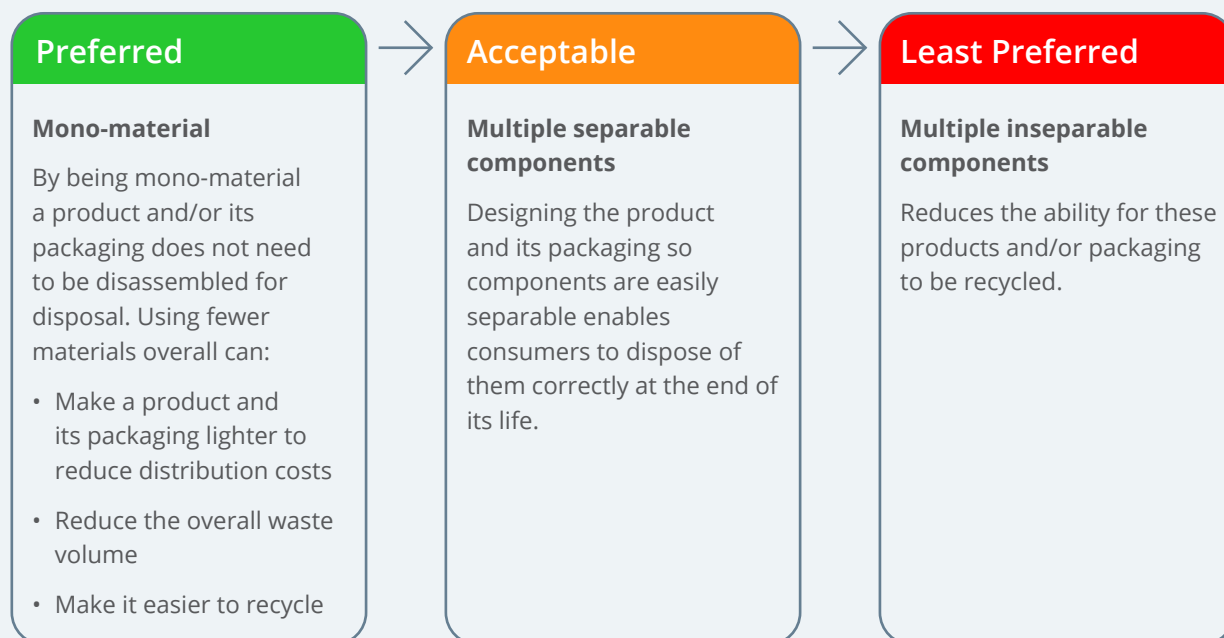 Preferred
Mono-material
By being mono-material
a product and/or its
packaging does not need
to be disassembled for
disposal. Using fewer
materials overall can:
• Make a product and
its packaging lighter to
reduce distribution costs
• Reduce the overall waste
volume
• Make it easier to recycle
Acceptable
Multiple separable
components
Designing the product
and its packaging so
components are easily
separable enables
consumers to dispose of
them correctly at the end of
its life.
Least Preferred
Multiple inseparable
components
Reduces the ability for these
products and/or packaging
to be recycled.